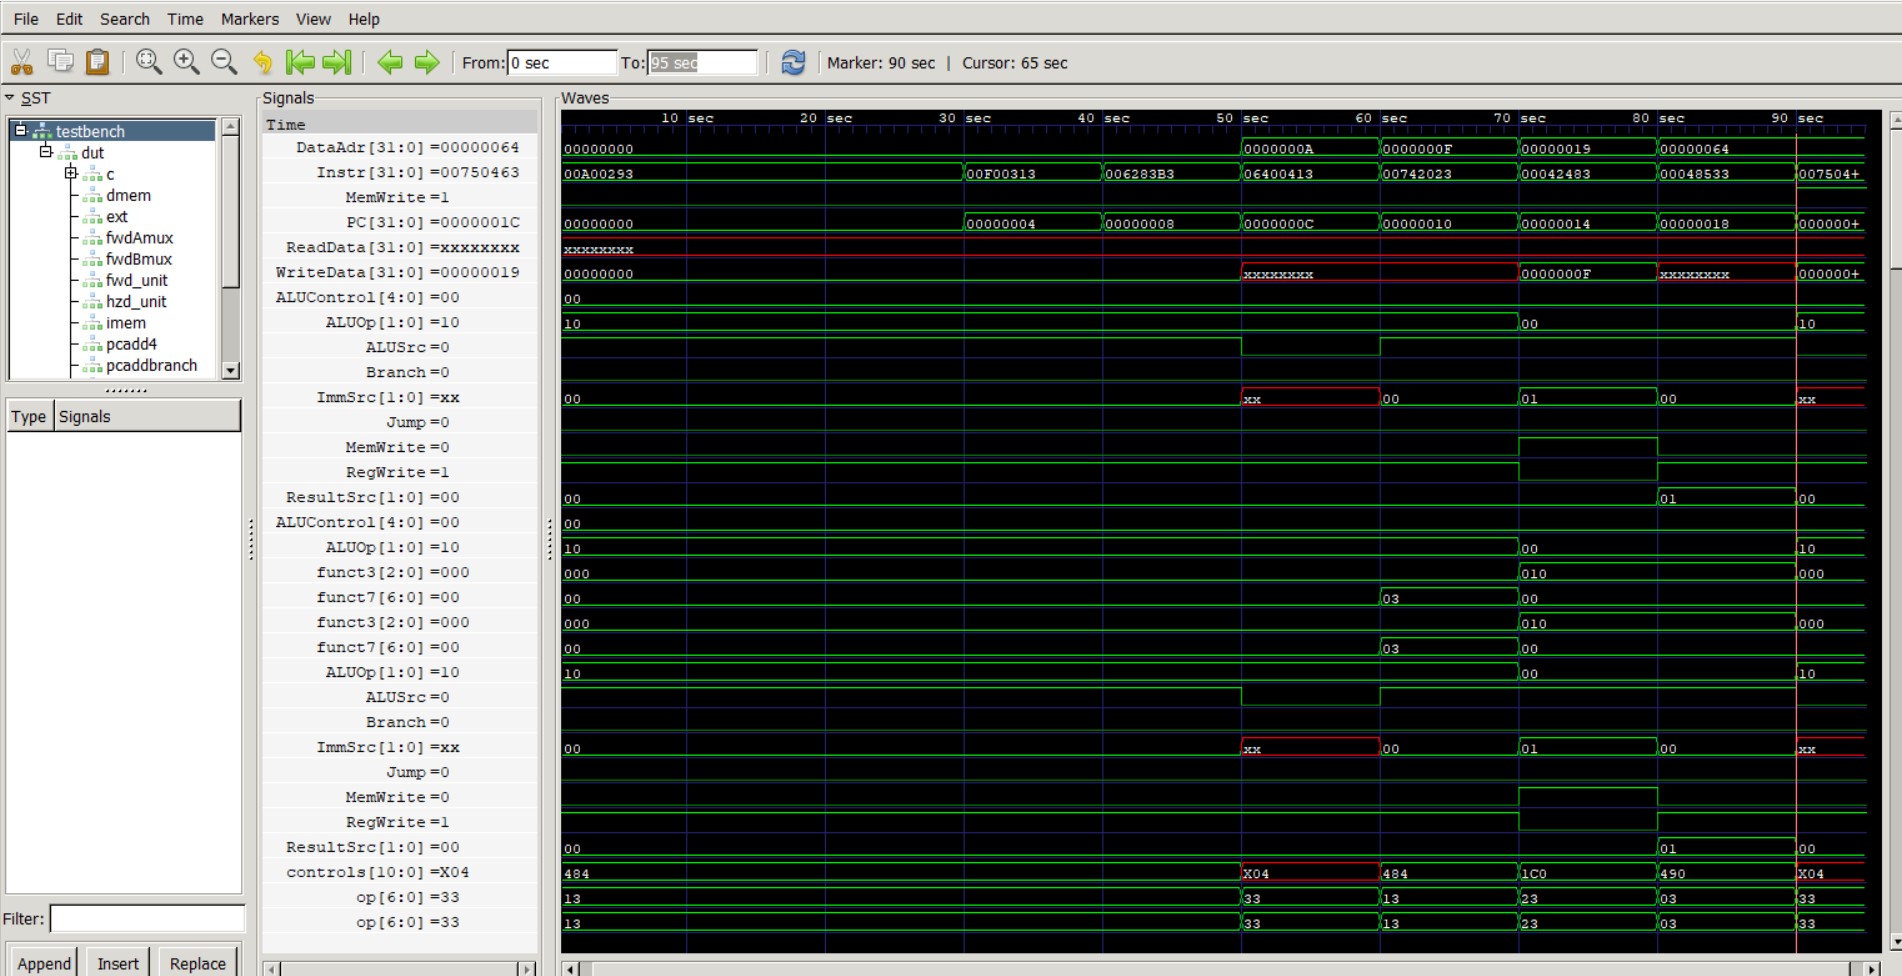 File Edit Search Time Markers View Help
From: 0 sec To: 95 sec Marker: 90 sec | Cursor: 65 sec
SST
testbench
dut
c
dmem
ext
fwdAmux
fwdBmux
fwd_unit
hzd_unit
imem
pcadd4
pcaddbranch
Type Signals
Filter:
Append Insert Replace
Signals
Time
DataAdr[31:0] =00000064
Instr[31:0] =00750463
MemWrite =1
PC[31:0] =0000001C
ReadData[31:0] =xxxxxxxx
WriteData[31:0] =00000019
ALUControl[4:0] =00
ALUOp[1:0] =10
ALUSrc =0
Branch =0
ImmSrc[1:0] =xx
Jump =0
MemWrite =0
RegWrite =1
ResultSrc[1:0] =00
ALUControl[4:0] =00
ALUOp[1:0] =10
funct3[2:0] =000
funct7[6:0] =00
funct3[2:0] =000
funct7[6:0] =00
ALUOp[1:0] =10
ALUSrc =0
Branch =0
ImmSrc[1:0] =xx
Jump =0
MemWrite =0
RegWrite =1
ResultSrc[1:0] =00
controls[10:0] =X04
op[6:0] =33
op[6:0] =33
Waves
10 sec 20 sec 30 sec 40 sec 50 sec 60 sec 70 sec 80 sec 90 sec
00000000 0000000A 0000000F 00000019 00000064
00A00293 00F00313 006283B3 06400413 00742023 00042483 00048533 007504+
00000000 00000004 00000008 0000000C 00000010 00000014 00000018 000000+
xxxxxxxx
00000000 xxxxxxxx 0000000F xxxxxxxx 000000+
00
10 00 10
00 xx 00 01 00 xx
00 01 00
00
10 00 10
000 010 000
00 03 00
000 010 000
00 03 00
10 00 10
00 xx 00 01 00 xx
00 01 00
484 X04 484 1C0 490 X04
13 33 13 23 03 33
13 33 13 23 03 33